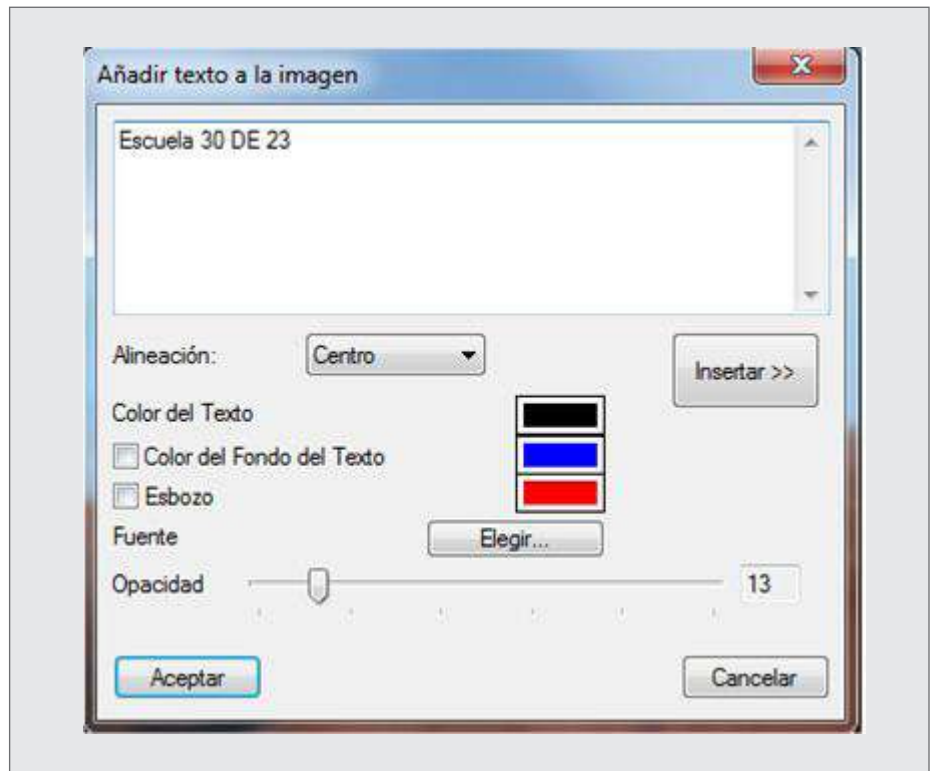 Añadir texto a la imagen
Escuela 30 DE 23
Alineación: Centro Insertar >>
Color del Texto
Color del Fondo del Texto
Esbozo
Fuente Elegir...
Opacidad 13
Aceptar Cancelar